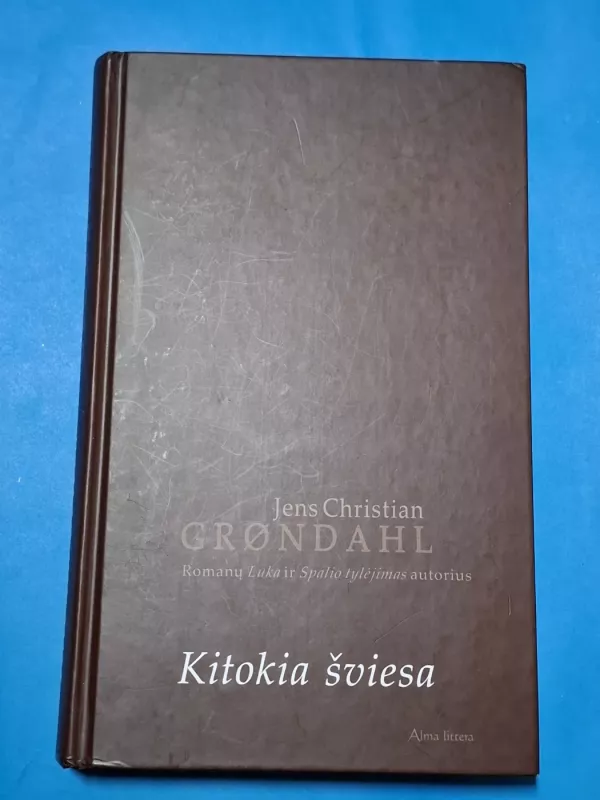 Jens Christian
GRØNDAHL
Romanų Luka ir Spalio tylėjimas autorius
Kitokia šviesa
Alma littera